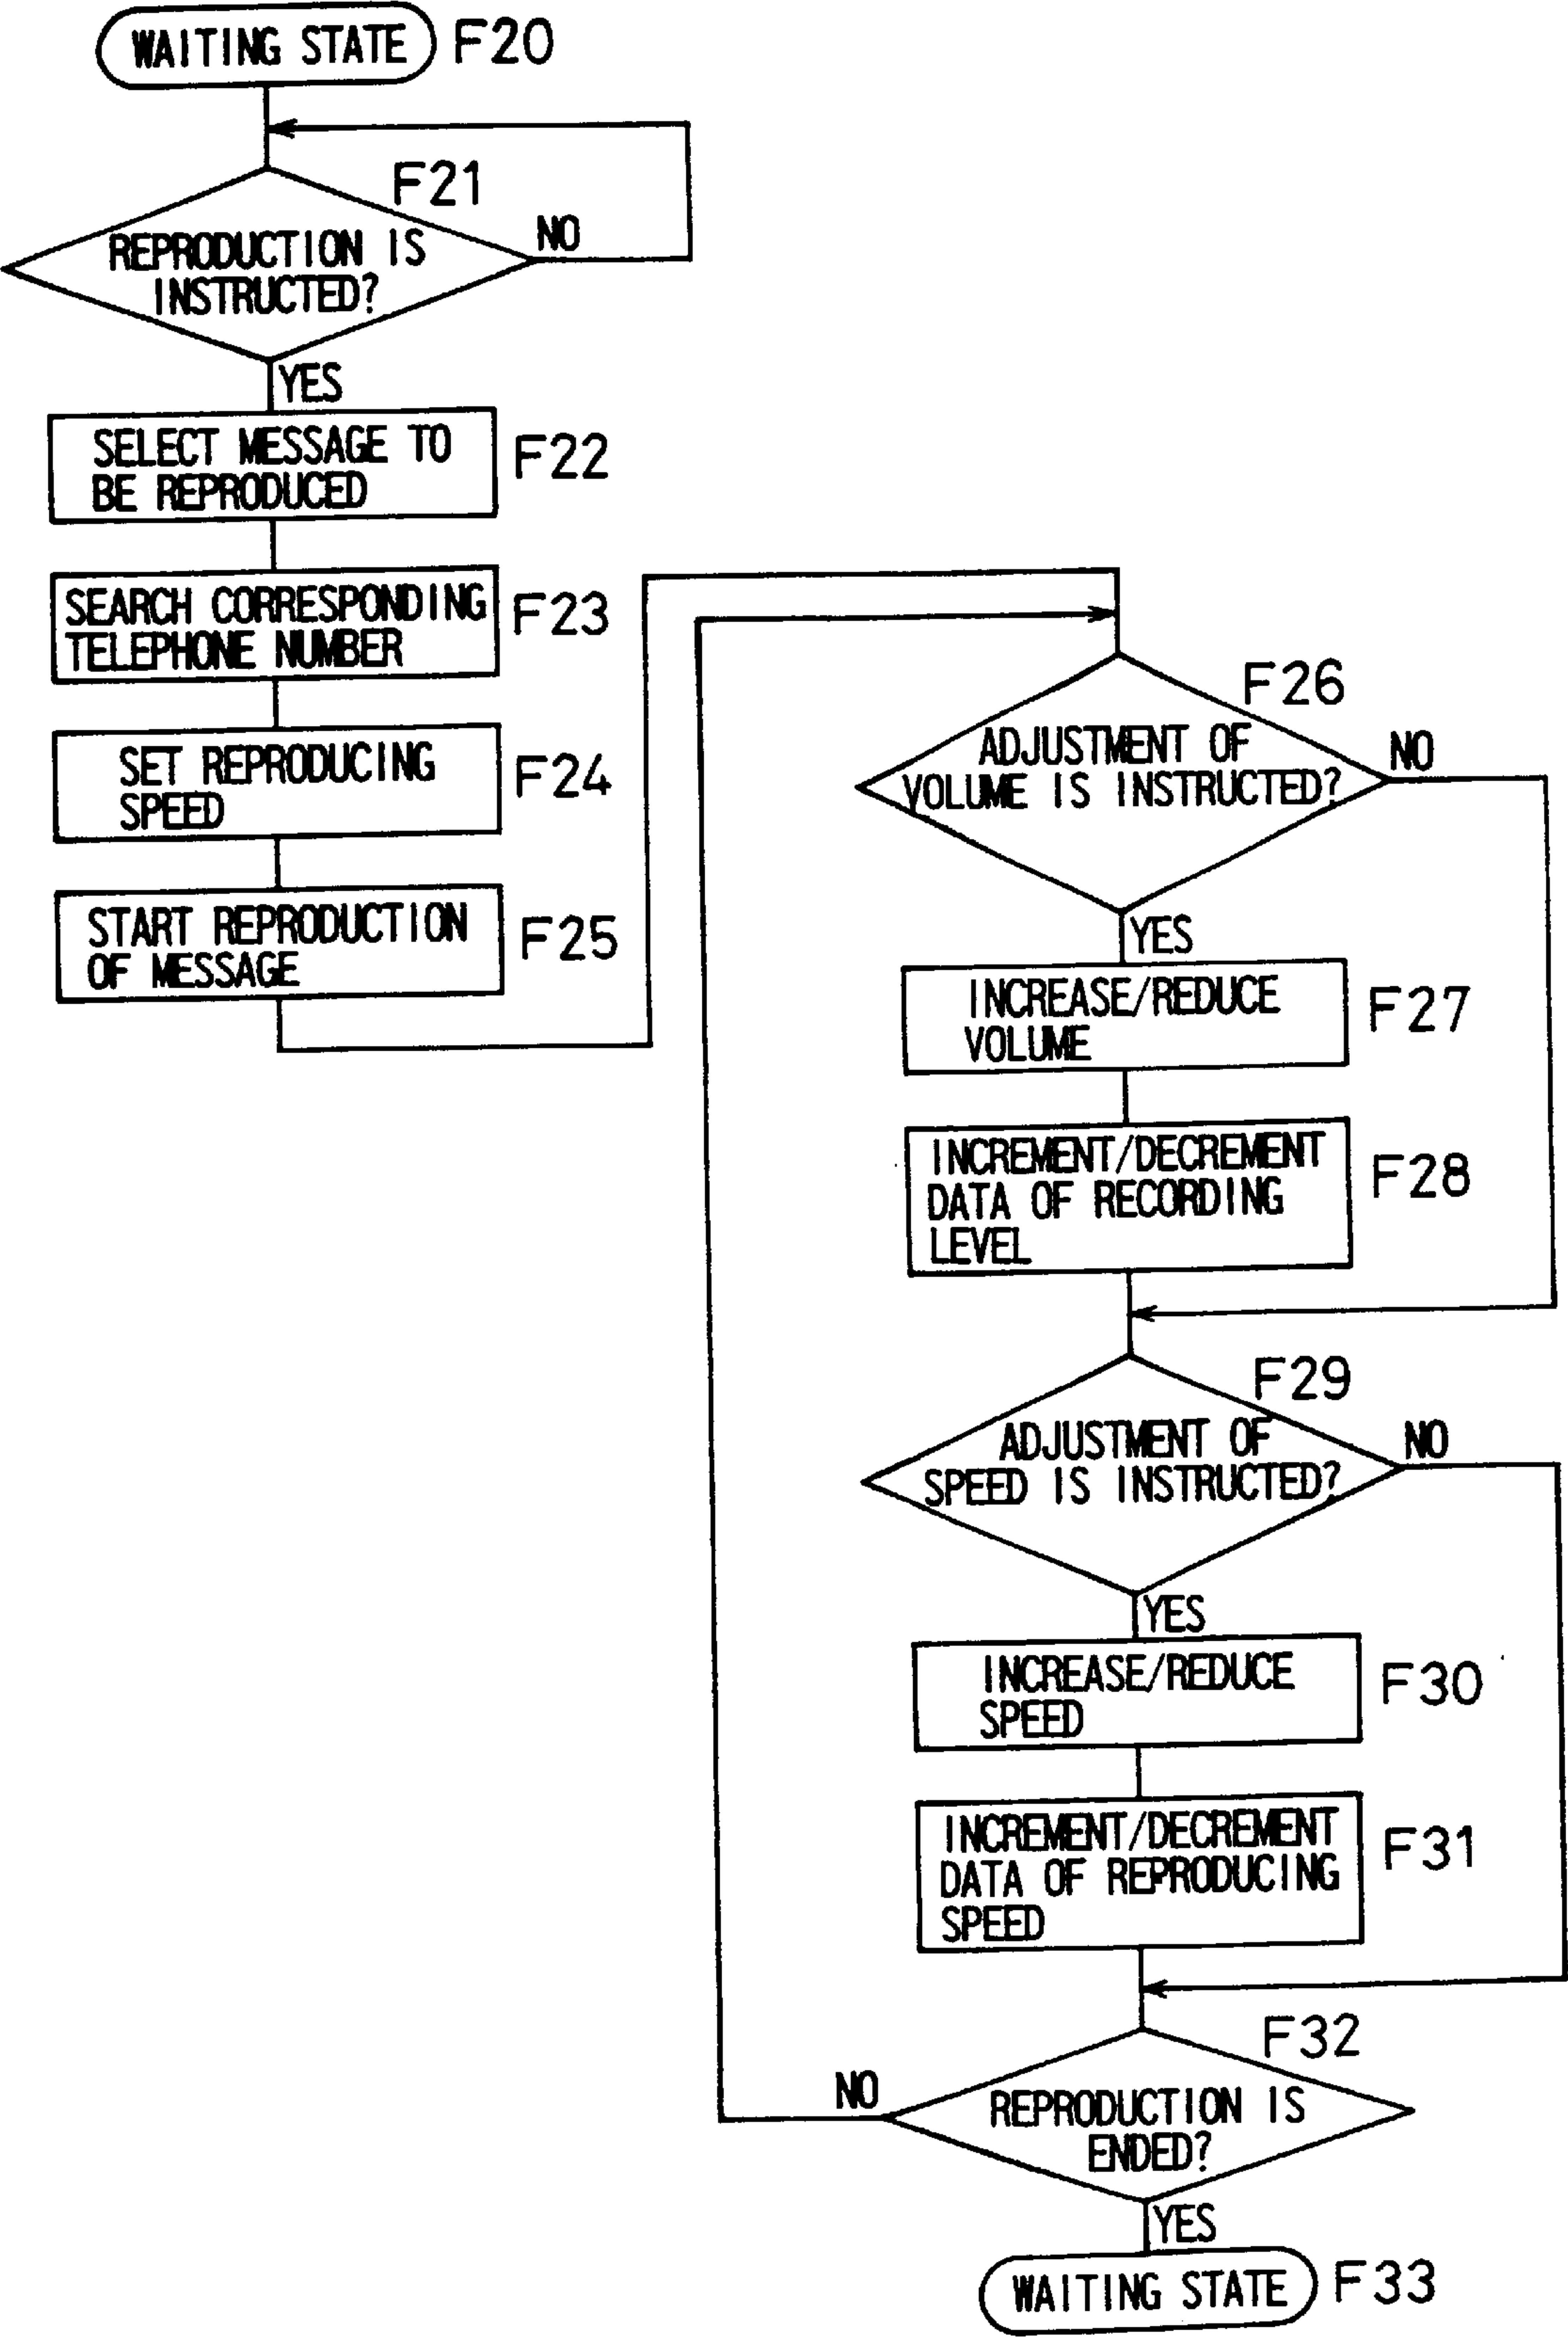 WAITING STATE F20
F21
NO
REPRODUCTION IS
INSTRUCTED?
YES
SELECT MESSAGE TO
BE REPRODUCED
F22
SEARCH CORRESPONDING
TELEPHONE NUMBER
F23
SET REPRODUCING
SPEED
F24
START REPRODUCTION
OF MESSAGE
F25
F26
ADJUSTMENT OF
VOLUME IS INSTRUCTED?
NO
YES
INCREASE/REDUCE
VOLUME
F27
INCREMENT/DECREMENT
DATA OF RECORDING
LEVEL
F28
F29
ADJUSTMENT OF
SPEED IS INSTRUCTED?
NO
YES
INCREASE/REDUCE
SPEED
F30
INCREMENT/DECREMENT
DATA OF REPRODUCING
SPEED
F31
F32
NO
REPRODUCTION IS
ENDED?
YES
WAITING STATE F33